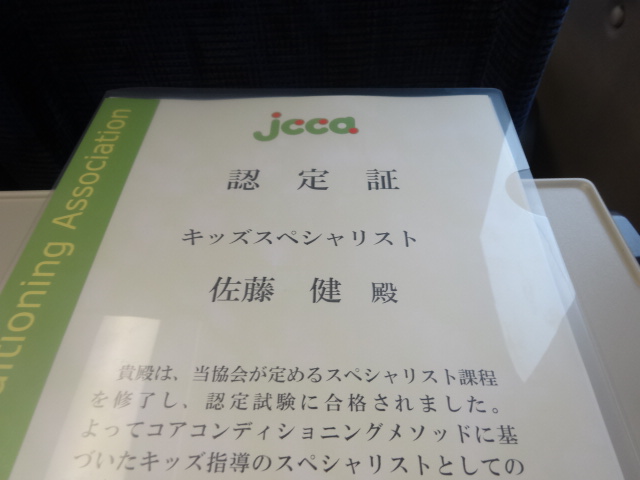 jcca
認定証
キッズスペシャリスト
佐藤 健 殿
貴殿は、当協会が定めるスペシャリスト課程
を修了し、認定試験に合格されました。
よってコアコンディショニングメソッドに基
づいたキッズ指導のスペシャリストとしての
ditioning Association